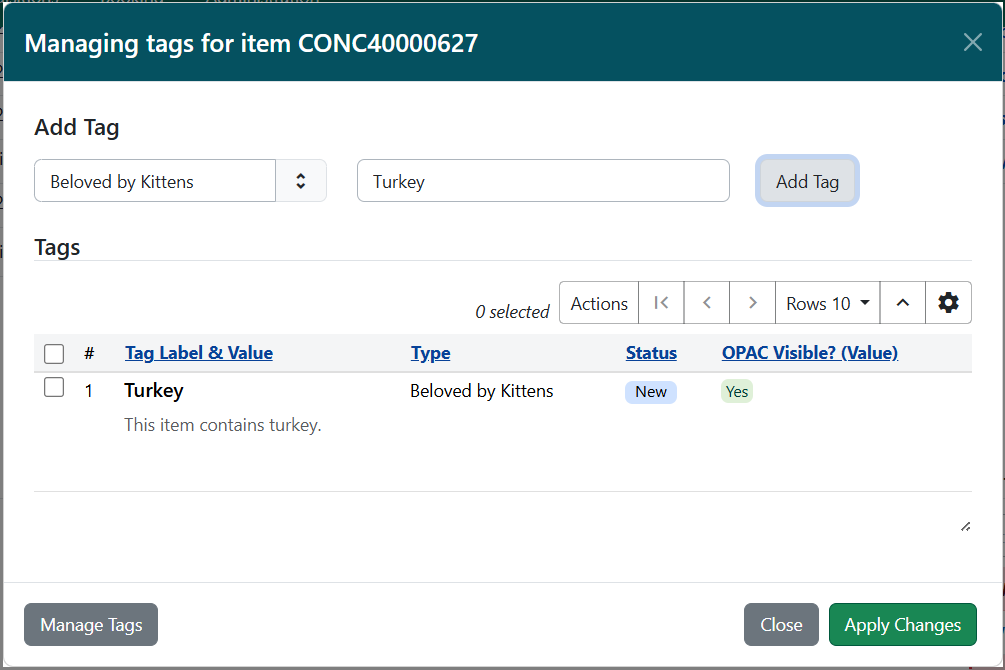 Managing tags for item CONC40000627
Add Tag
Beloved by Kittens
Turkey
Add Tag
Tags
0 selected
Actions
Rows 10
#
Tag Label & Value
Type
Status
OPAC Visible? (Value)
1
Turkey
Beloved by Kittens
New
Yes
This item contains turkey.
Manage Tags
Close
Apply Changes